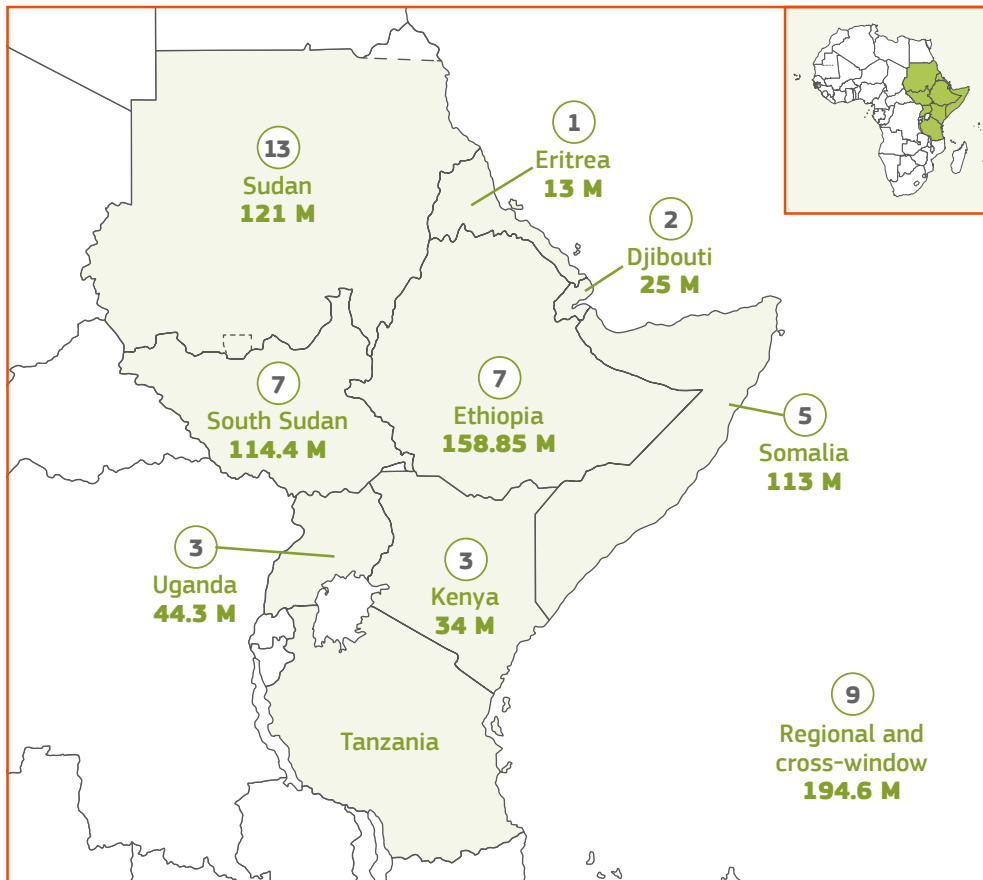 13
Sudan
121 M
1
Eritrea
13 M
2
Djibouti
25 M
7
South Sudan
114.4 M
7
Ethiopia
158.85 M
5
Somalia
113 M
3
Uganda
44.3 M
3
Kenya
34 M
Tanzania
9
Regional and
cross-window
194.6 M